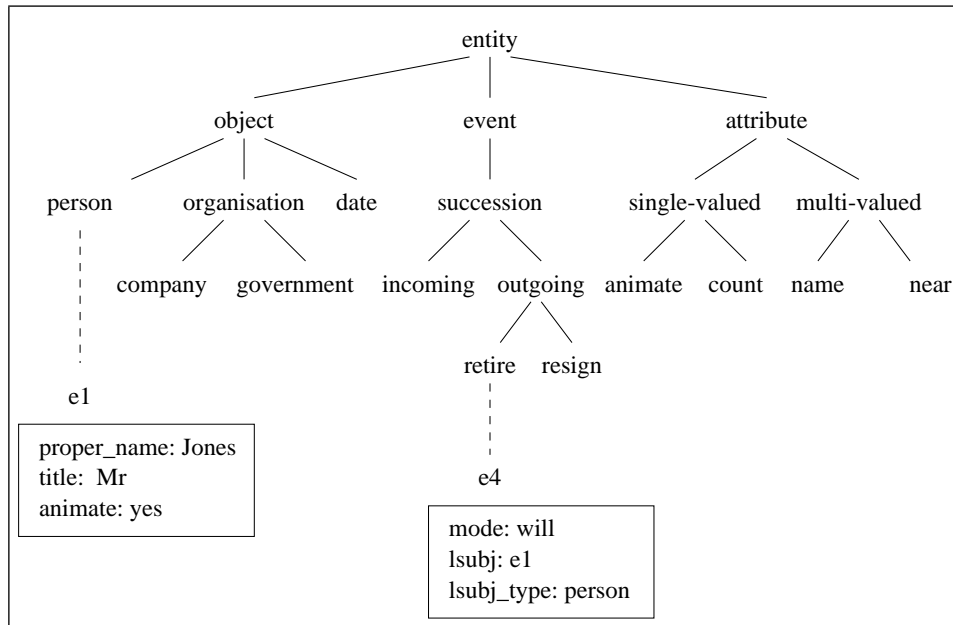 entity
object event attribute
person organisation date succession single-valued multi-valued
company government incoming outgoing animate count name near
retire resign
e1
proper_name: Jones
title: Mr
animate: yes
e4
mode: will
lsubj: e1
lsubj_type: person